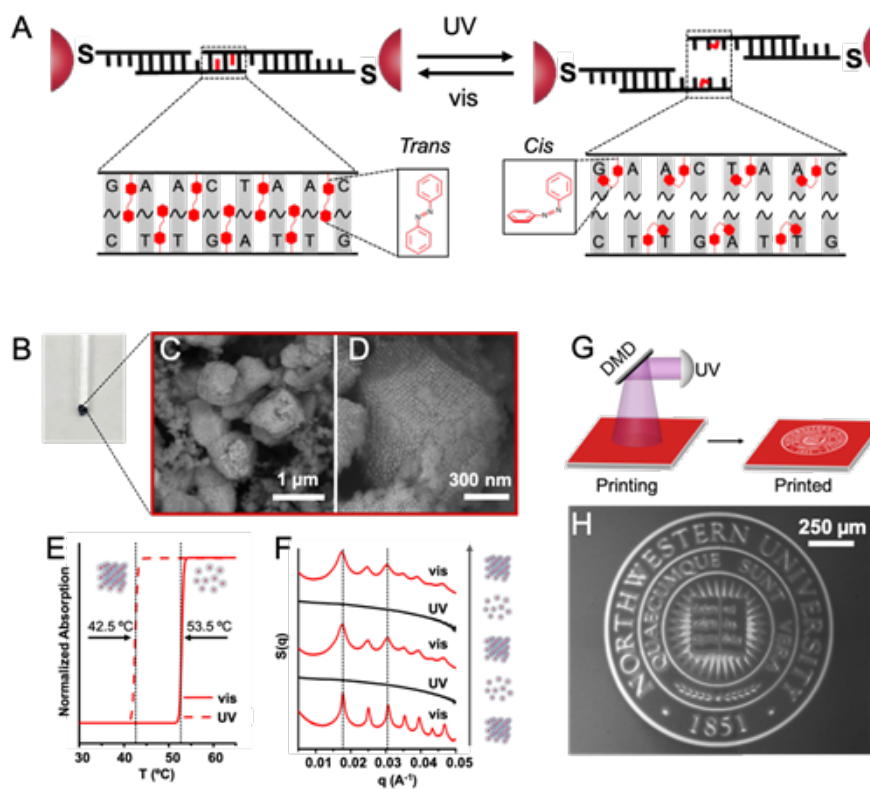 A
UV
vis
S
S
S
S
Trans
Cis
G A A C T A A C
C T T G A T T G
N
N
N
N
G A A C T A A C
C T T G A T T G
B
C
D
1 µm
300 nm
G
DMD
UV
Printing
Printed
E
Normalized Absorption
42.5 ºC
53.5 ºC
vis
UV
30 40 50 60
T (ºC)
F
S(q)
vis
UV
vis
UV
vis
0.01 0.02 0.03 0.04 0.05
q (A⁻¹)
H
250 µm
NORTHWESTERN UNIVERSITY
QUAECUMQUE SUNT VERA
· 1851 ·